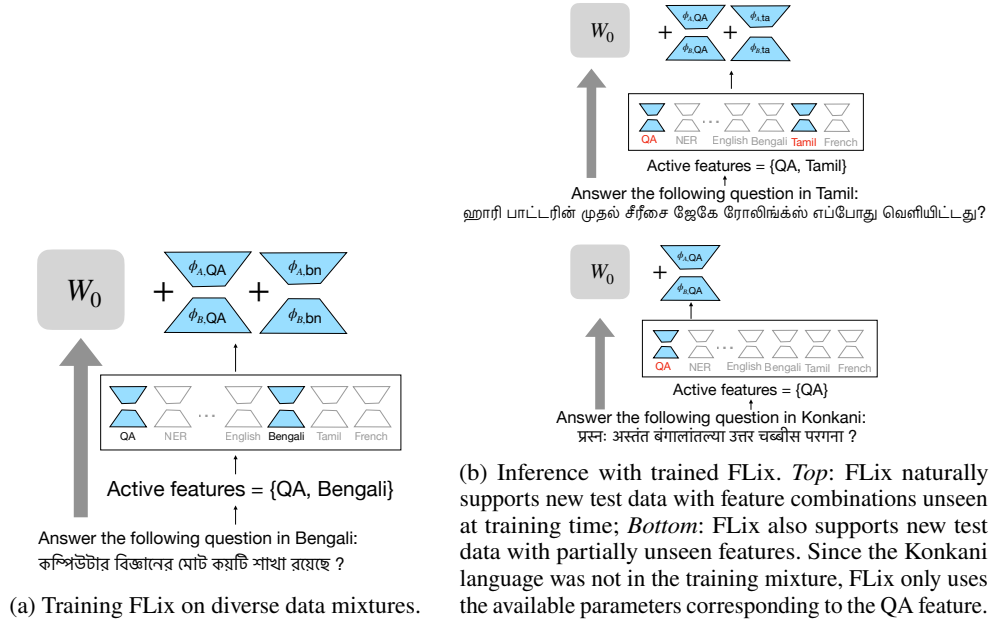 W₀ + ϕA,QA ϕB,QA + ϕA,bn ϕB,bn
QA NER ... English Bengali Tamil French
Active features = {QA, Bengali}
Answer the following question in Bengali:
কম্পিউটার বিজ্ঞানের মোট কয়টি শাখা রয়েছে ?
(a) Training FLix on diverse data mixtures.
W₀ + ϕA,QA ϕB,QA + ϕA,ta ϕB,ta
QA NER ... English Bengali Tamil French
Active features = {QA, Tamil}
Answer the following question in Tamil:
ஹாரி பாட்டரின் முதல் சீரீசை ஜேகே ரோலிங்க்ஸ் எப்போது வெளியிட்டது?
W₀ + ϕA,QA ϕB,QA
QA NER ... English Bengali Tamil French
Active features = {QA}
Answer the following question in Konkani:
प्रस्नः अस्तंत बंगालांतल्या उत्तर चब्बीस परगना ?
(b) Inference with trained FLix. Top: FLix naturally
supports new test data with feature combinations unseen
at training time; Bottom: FLix also supports new test
data with partially unseen features. Since the Konkani
language was not in the training mixture, FLix only uses
the available parameters corresponding to the QA feature.